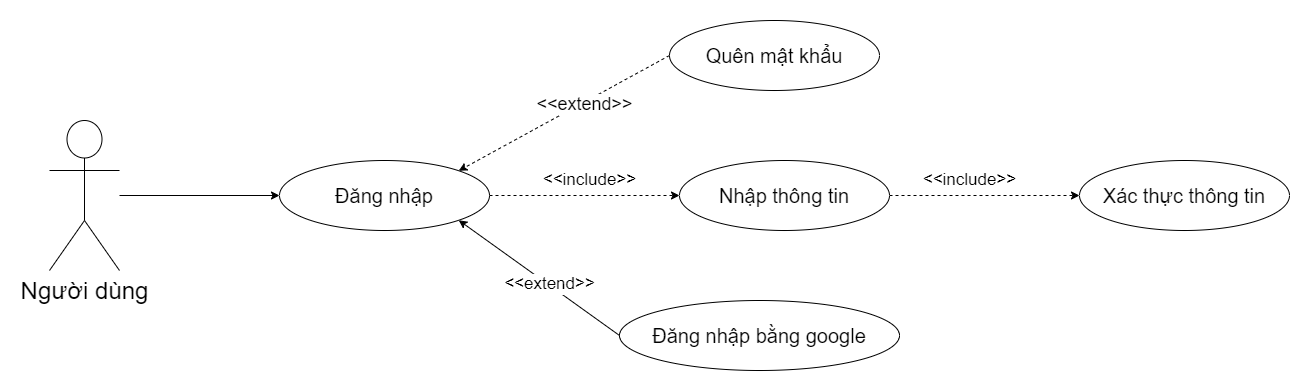 Quên mật khẩu
<<extend>>
Đăng nhập
<<include>>
Nhập thông tin
<<include>>
Xác thực thông tin
Người dùng
<<extend>>
Đăng nhập bằng google